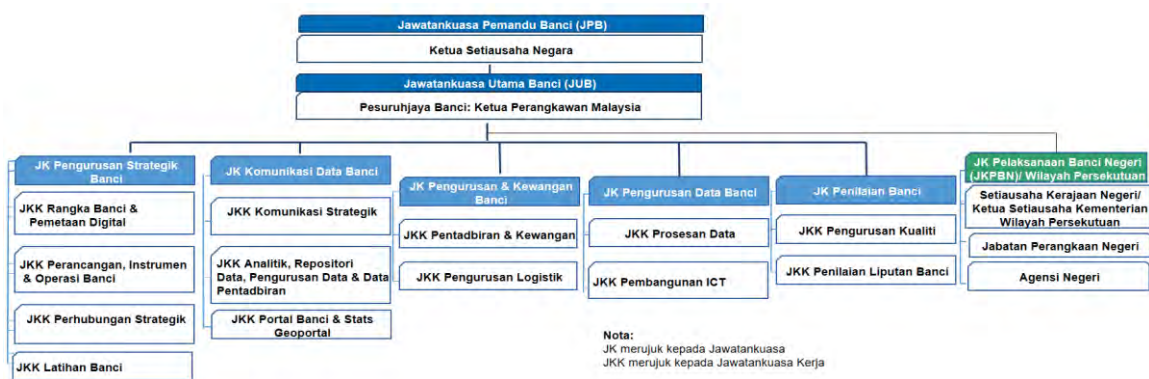 Jawatankuasa Pemandu Banci (JPB)
Ketua Setiausaha Negara
Jawatankuasa Utama Banci (JUB)
Pesuruhjaya Banci: Ketua Perangkawan Malaysia
JK Pengurusan Strategik
Banci
JKK Rangka Banci &
Pemetaan Digital
JKK Perancangan, Instrumen
& Operasi Banci
JKK Perhubungan Strategik
JKK Latihan Banci
JK Komunikasi Data Banci
JKK Komunikasi Strategik
JKK Analitik, Repositori
Data, Pengurusan Data & Data
Pentadbiran
JKK Portal Banci & Stats
Geoportal
JK Pengurusan & Kewangan
Banci
JKK Pentadbiran & Kewangan
JKK Pengurusan Logistik
JK Pengurusan Data Banci
JKK Prosesan Data
JKK Pembangunan ICT
JK Penilaian Banci
JKK Pengurusan Kualiti
JKK Penilaian Liputan Banci
JK Pelaksanaan Banci Negeri
(JKPBN)/ Wilayah Persekutuan
Setiausaha Kerajaan Negeri/
Ketua Setiausaha Kementerian
Wilayah Persekutuan
Jabatan Perangkaan Negeri
Agensi Negeri
Nota:
JK merujuk kepada Jawatankuasa
JKK merujuk kepada Jawatankuasa Kerja